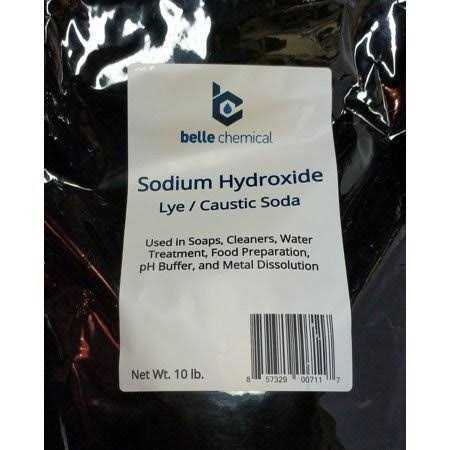 belle chemical
Sodium Hydroxide
Lye / Caustic Soda
Used in Soaps, Cleaners, Water
Treatment, Food Preparation,
pH Buffer, and Metal Dissolution
Net Wt. 10 lb.
8 57329 00711 7